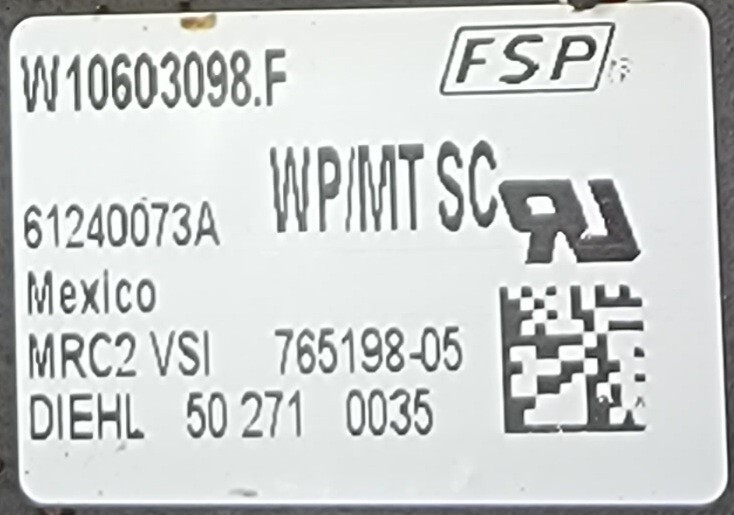 W10603098.F
FSP
WP/MT SC
61240073A
Mexico
MRC2 VSI 765198-05
DIEHL 50 271 0035